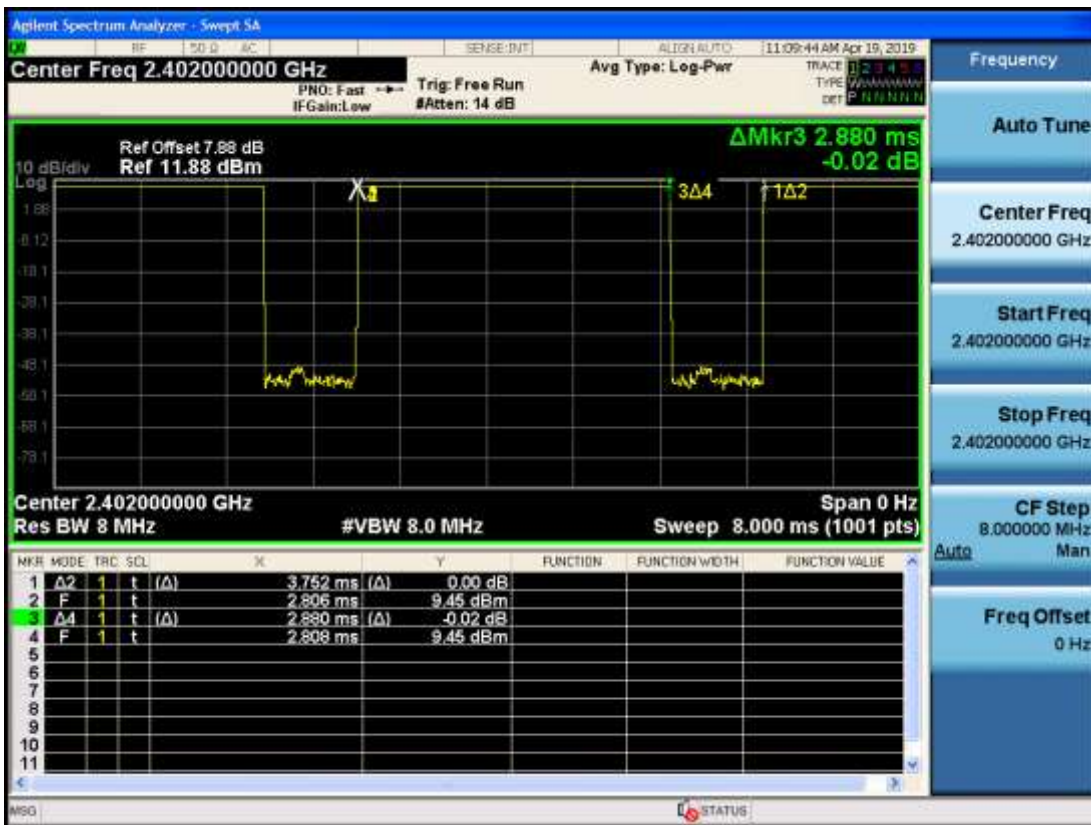 Agilent Spectrum Analyzer - Swept SA
RF 50 Ω AC SENSE:INT ALIGN AUTO 11:09:44 AM Apr 19, 2019
Center Freq 2.402000000 GHz
PNO: Fast
IFGain:Low
Trig: Free Run
#Atten: 14 dB
Avg Type: Log-Pwr
TRACE 1 2 3 4 5 6
TYPE
DET P N N N N N
ΔMkr3 2.880 ms
-0.02 dB
Ref Offset 7.88 dB
10 dB/div Ref 11.88 dBm
Log
3Δ4 1Δ2
1.88
-8.12
-18.1
-28.1
-38.1
-48.1
-58.1
-68.1
-78.1
Center 2.402000000 GHz Span 0 Hz
Res BW 8 MHz #VBW 8.0 MHz Sweep 8.000 ms (1001 pts)
MKR MODE TRC SCL X Y FUNCTION FUNCTION WIDTH FUNCTION VALUE
1 Δ2 1 t (Δ) 3.752 ms (Δ) 0.00 dB
2 F 1 t 2.806 ms 9.45 dBm
3 Δ4 1 t (Δ) 2.880 ms (Δ) -0.02 dB
4 F 1 t 2.808 ms 9.45 dBm
5
6
7
8
9
10
11
MSG STATUS
Frequency
Auto Tune
Center Freq
2.402000000 GHz
Start Freq
2.402000000 GHz
Stop Freq
2.402000000 GHz
CF Step
8.000000 MHz
Auto Man
Freq Offset
0 Hz